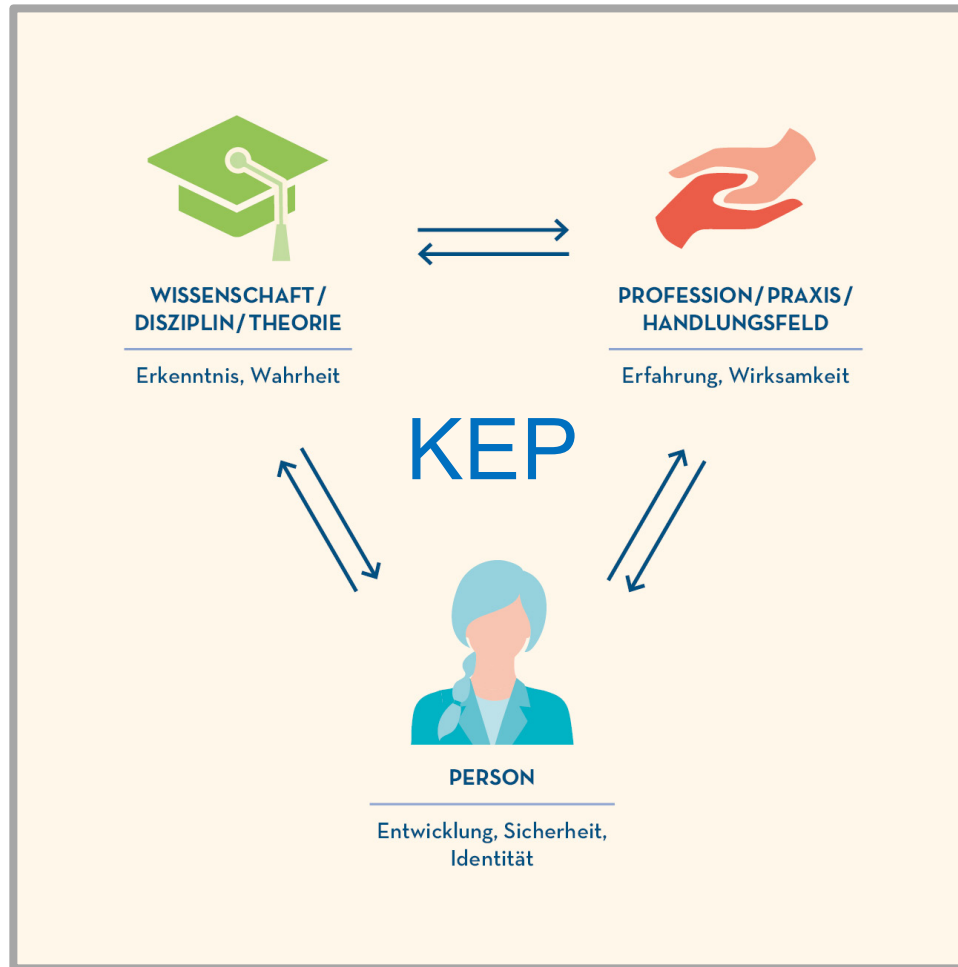 WISSENSCHAFT/
DISZIPLIN/THEORIE
Erkenntnis, Wahrheit
PROFESSION/PRAXIS/
HANDLUNGSFELD
Erfahrung, Wirksamkeit
KEP
PERSON
Entwicklung, Sicherheit,
Identität